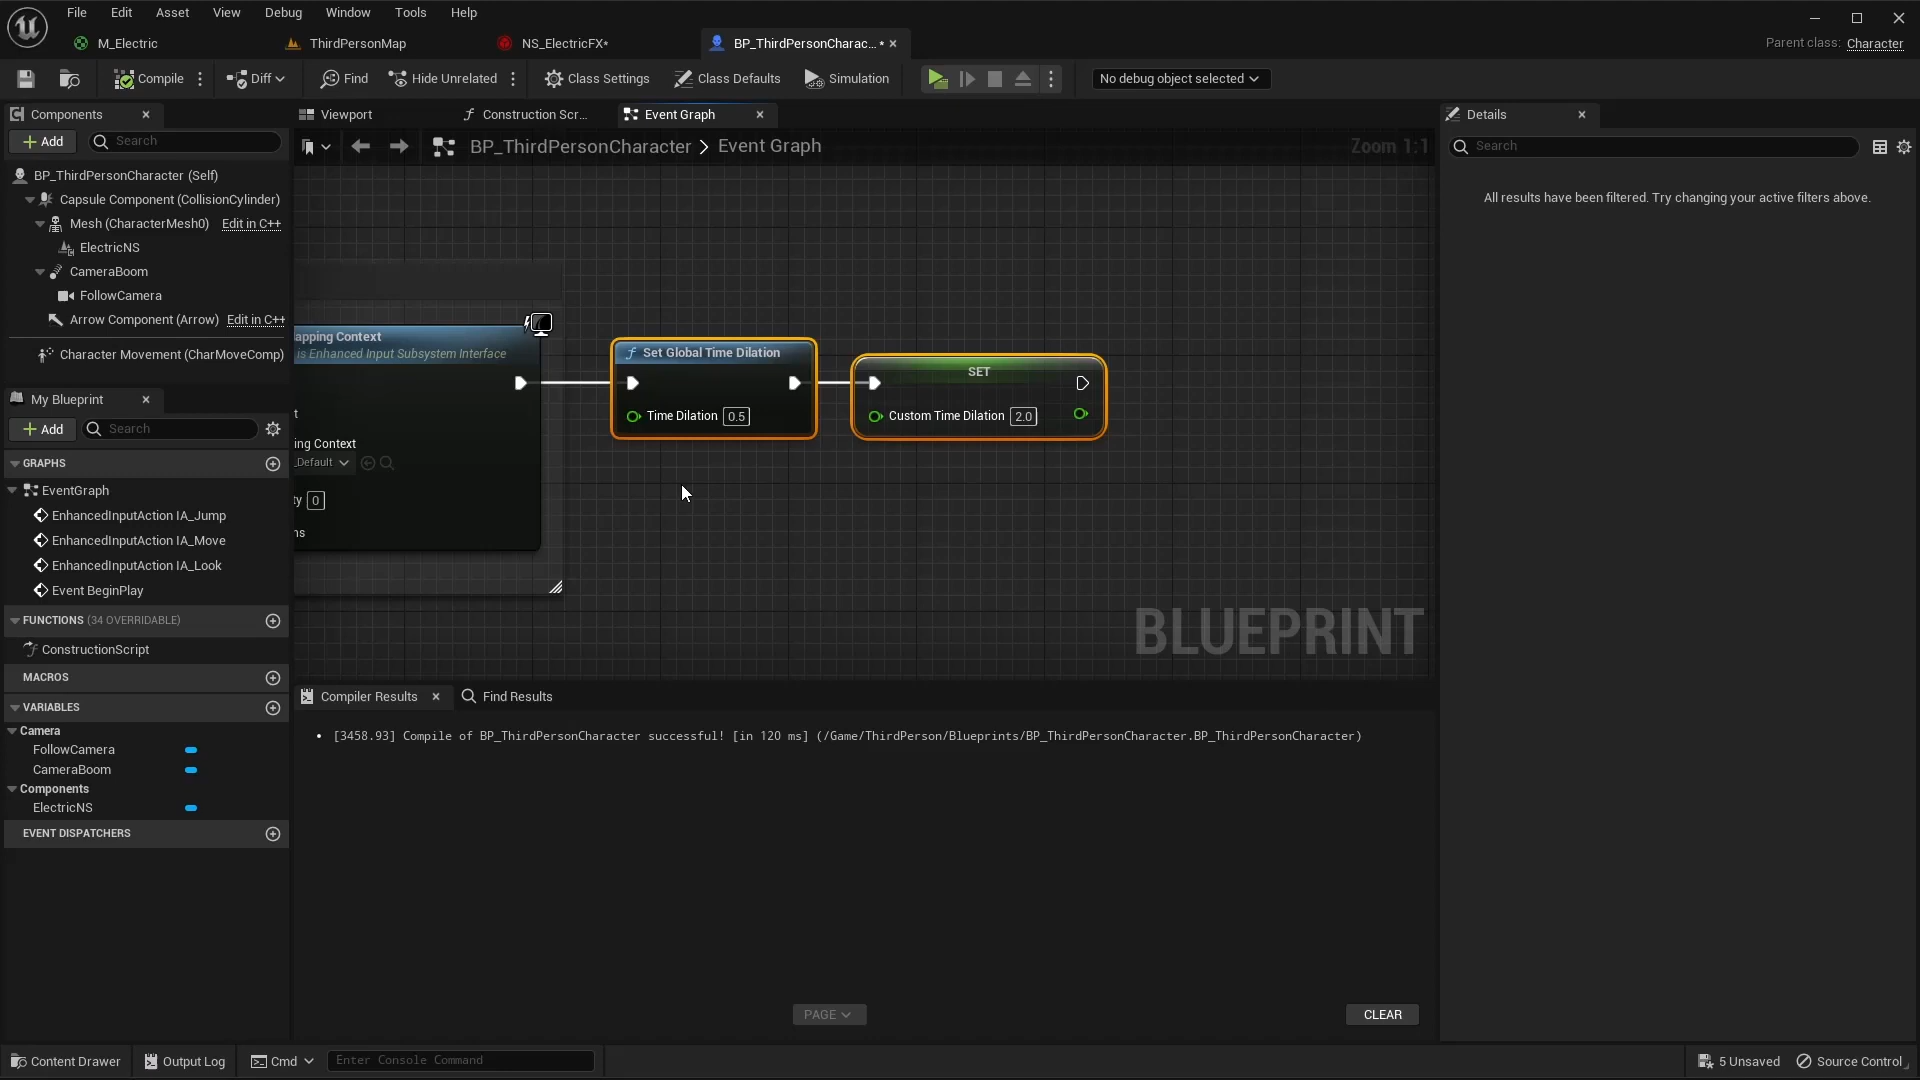 File Edit Asset View Debug Window Tools Help
M_Electric ThirdPersonMap NS_ElectricFX* BP_ThirdPersonCharac... * Parent class: Character
Compile Diff Find Hide Unrelated Class Settings Class Defaults Simulation No debug object selected
Components Viewport Construction Scr... Event Graph Details
Add Search BP_ThirdPersonCharacter > Event Graph Zoom 1:1 Search
BP_ThirdPersonCharacter (Self)
Capsule Component (CollisionCylinder)
Mesh (CharacterMesh0) Edit in C++
ElectricNS
CameraBoom
FollowCamera
Arrow Component (Arrow) Edit in C++
Character Movement (CharMoveComp)
All results have been filtered. Try changing your active filters above.
apping Context
is Enhanced Input Subsystem Interface
t
ing Context
_Default
ty 0
ns
Set Global Time Dilation
Time Dilation 0.5
SET
Custom Time Dilation 2.0
BLUEPRINT
My Blueprint
Add Search
GRAPHS
EventGraph
EnhancedInputAction IA_Jump
EnhancedInputAction IA_Move
EnhancedInputAction IA_Look
Event BeginPlay
FUNCTIONS (34 OVERRIDABLE)
ConstructionScript
MACROS
VARIABLES
Camera
FollowCamera
CameraBoom
Components
ElectricNS
EVENT DISPATCHERS
Compiler Results Find Results
[3458.93] Compile of BP_ThirdPersonCharacter successful! [in 120 ms] (/Game/ThirdPerson/Blueprints/BP_ThirdPersonCharacter.BP_ThirdPersonCharacter)
PAGE CLEAR
Content Drawer Output Log Cmd Enter Console Command 5 Unsaved Source Control